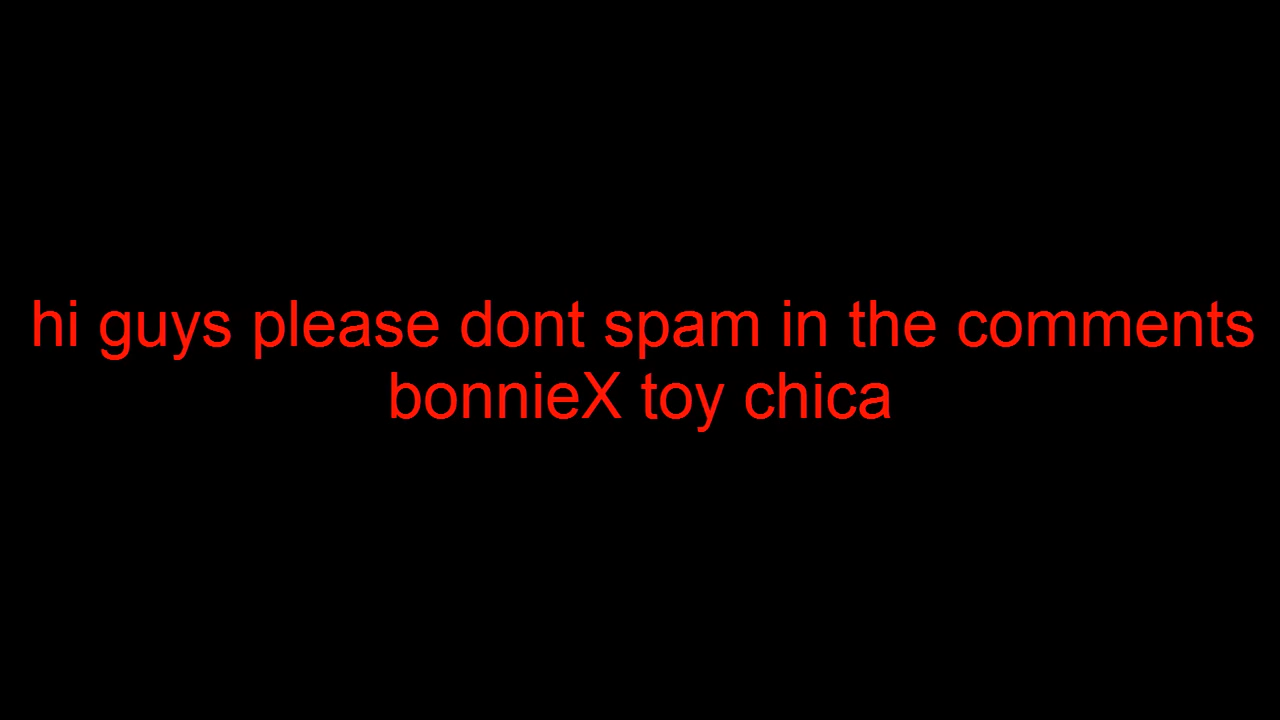 hi guys please dont spam in the comments
bonnieX toy chica